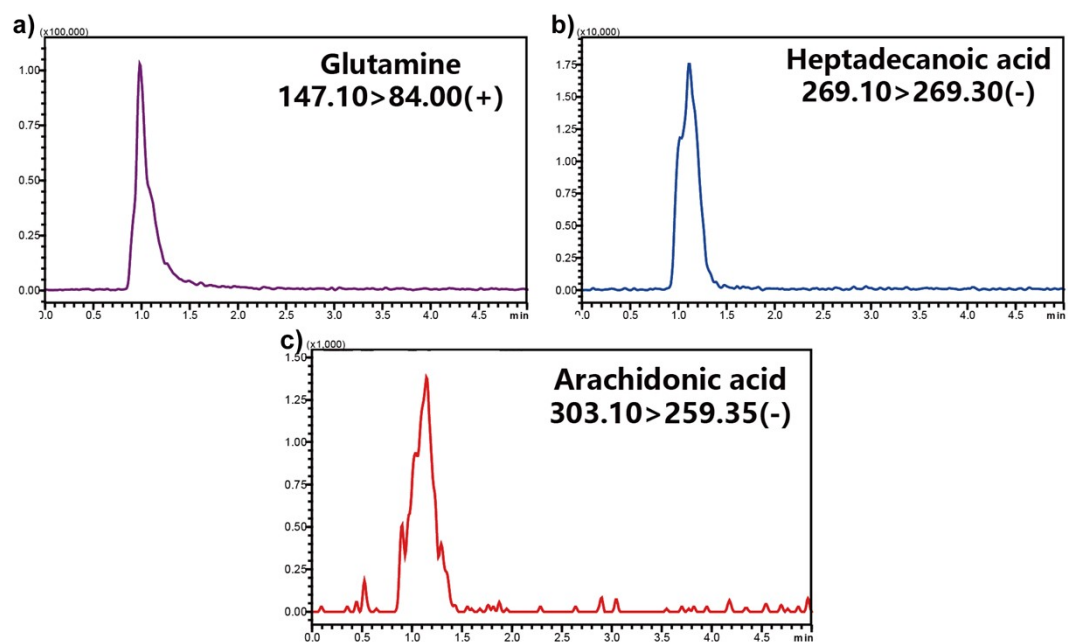 a)
(x100,000)
Glutamine
147.10>84.00(+)
1.00
0.75
0.50
0.25
0.00
0.0 0.5 1.0 1.5 2.0 2.5 3.0 3.5 4.0 4.5 min
b)
(x10,000)
Heptadecanoic acid
269.10>269.30(-)
1.75
1.50
1.25
1.00
0.75
0.50
0.25
0.00
0.0 0.5 1.0 1.5 2.0 2.5 3.0 3.5 4.0 4.5 min
c)
(x1,000)
Arachidonic acid
303.10>259.35(-)
1.50
1.25
1.00
0.75
0.50
0.25
0.00
0.0 0.5 1.0 1.5 2.0 2.5 3.0 3.5 4.0 4.5 min